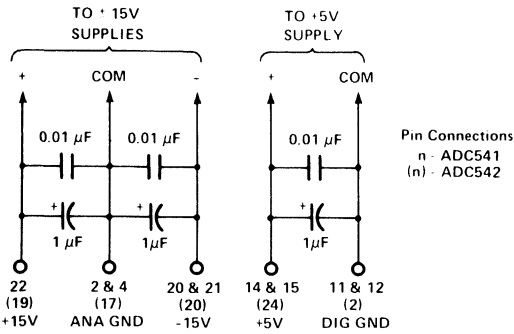 TO ± 15V
SUPPLIES
TO +5V
SUPPLY
+ COM -
+ COM
0.01 µF 0.01 µF 0.01 µF
Pin Connections
n - ADC541
(n) - ADC542
+ + +
1 µF 1µF 1µF
22 2 & 4 20 & 21 14 & 15 11 & 12
(19) (17) (20) (24) (2)
+15V ANA GND -15V +5V DIG GND